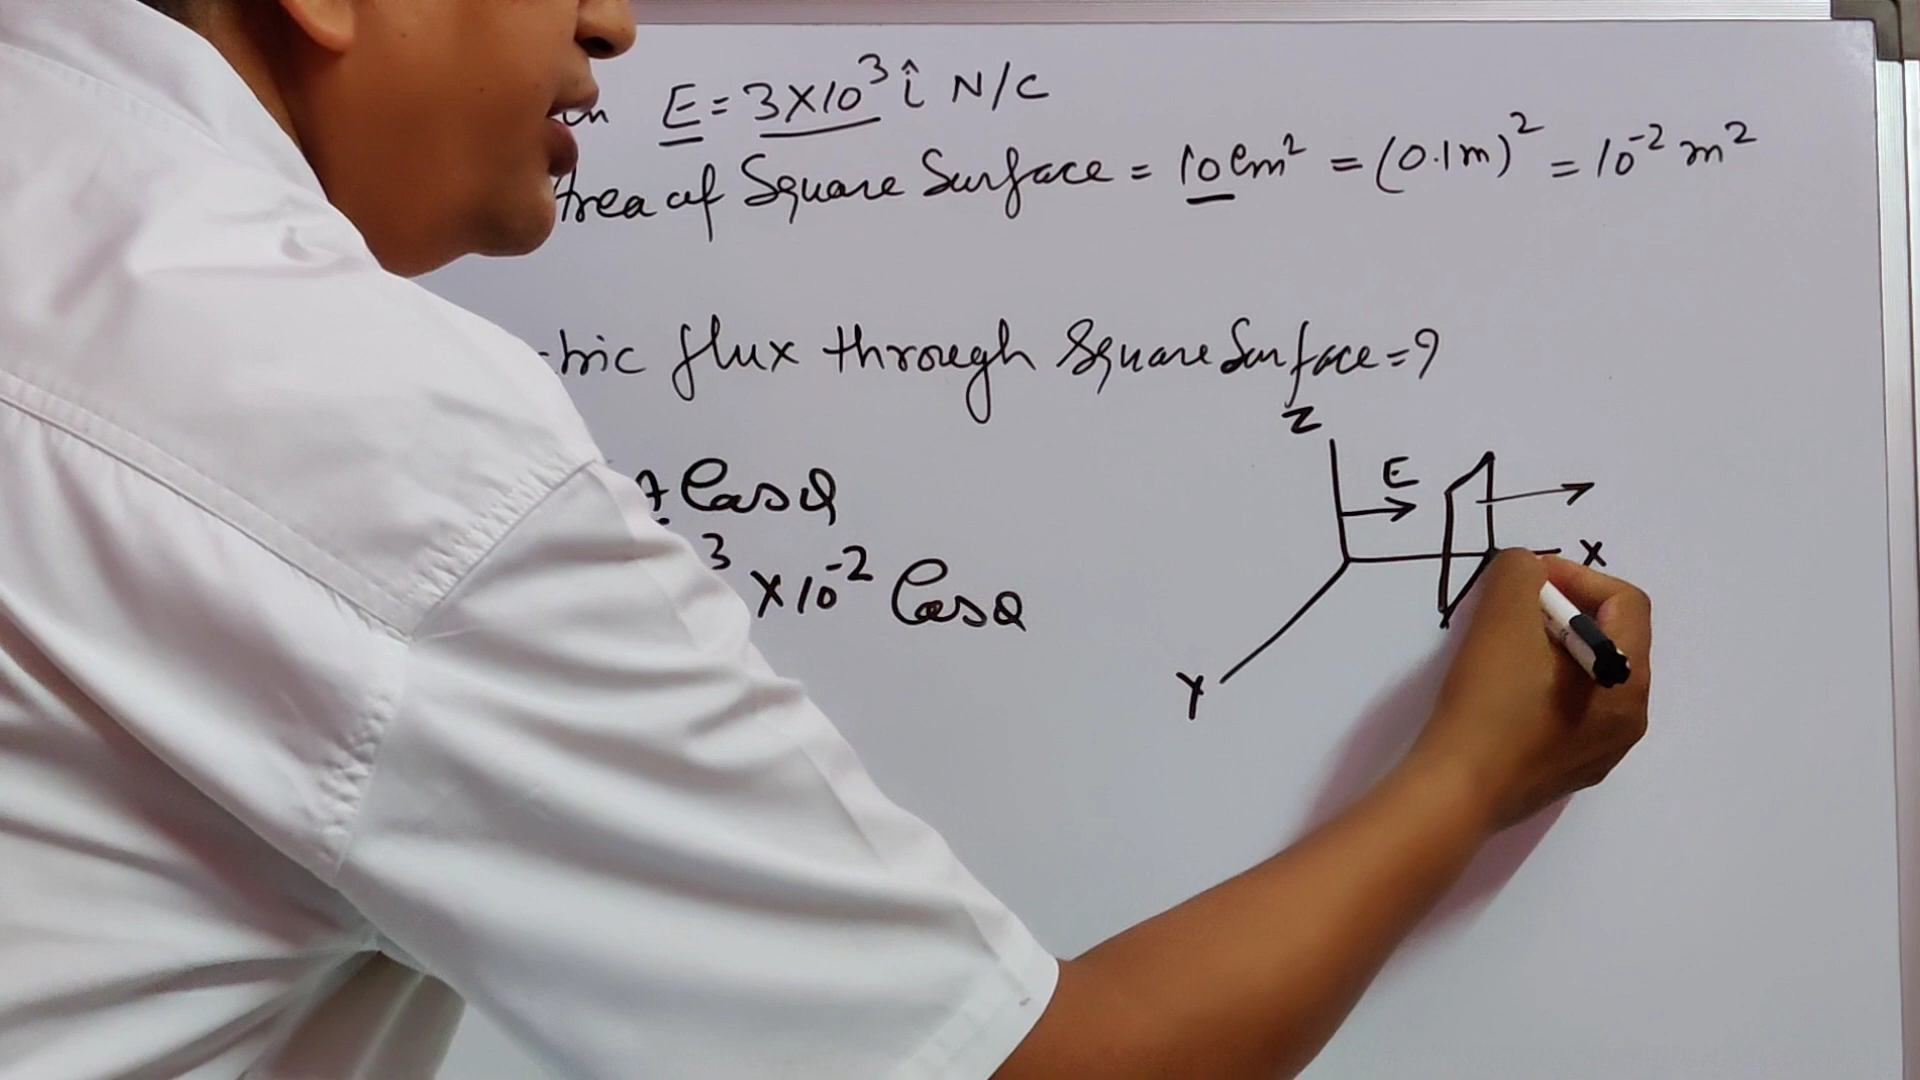 E = 3×10³ î N/C
Area of Square Surface = 10 cm² = (0.1m)² = 10⁻² m²
flux through Square Surface = ?
Z
E
X
Y
A Cosθ
³ ×10⁻² Cosθ